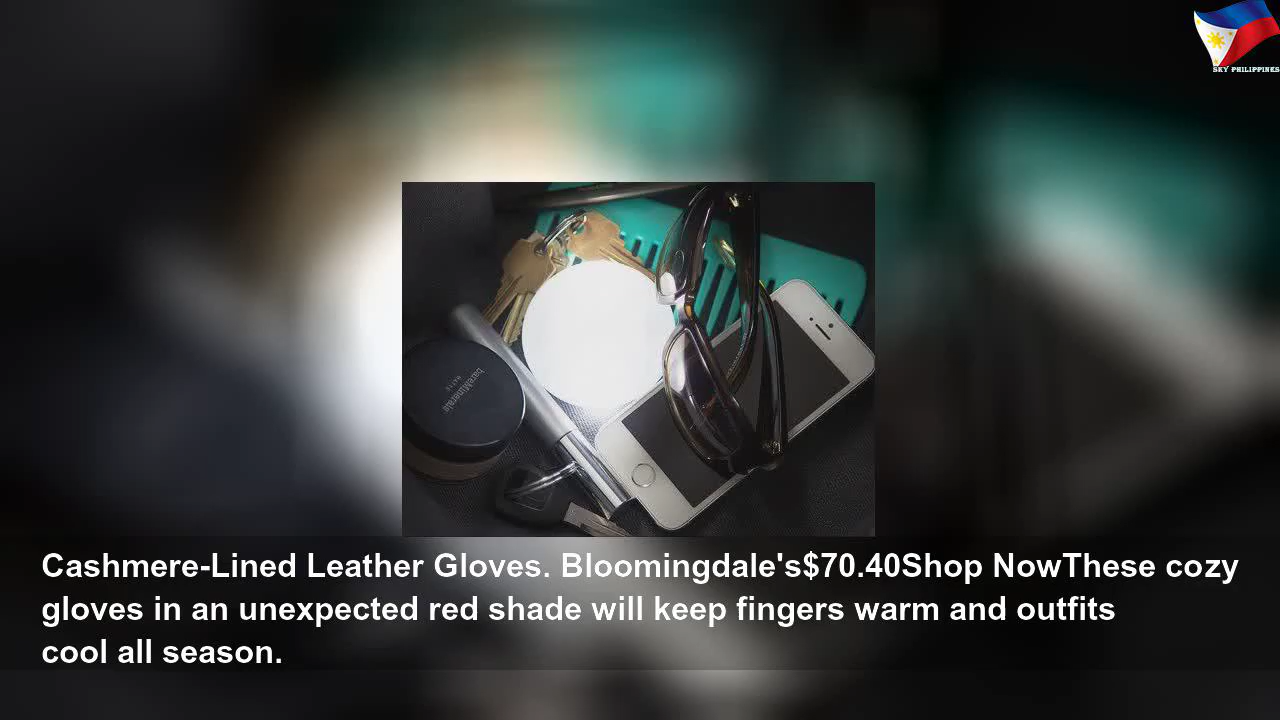 SKY PHILIPPINES
bareMinerals
MATTE
Cashmere-Lined Leather Gloves. Bloomingdale's$70.40Shop NowThese cozy
gloves in an unexpected red shade will keep fingers warm and outfits
cool all season.